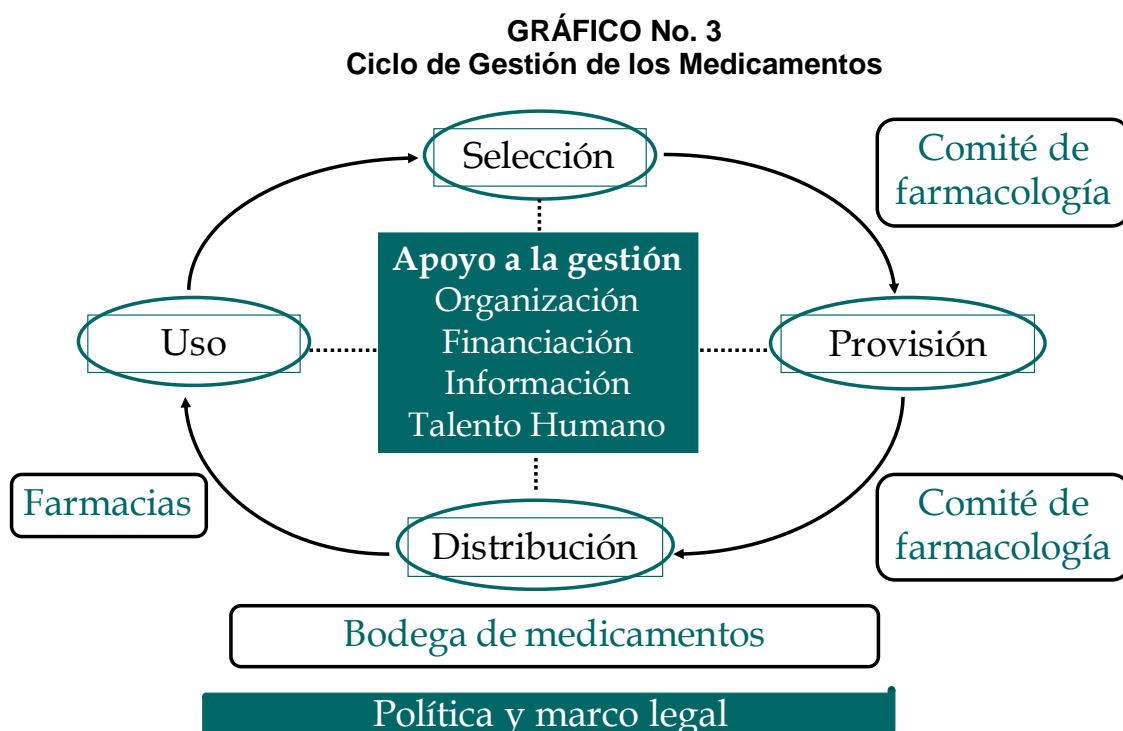 GRÁFICO No. 3
Ciclo de Gestión de los Medicamentos
Selección
Comité de
farmacología
Apoyo a la gestión
Organización
Financiación
Información
Talento Humano
Uso
Provisión
Farmacias
Distribución
Comité de
farmacología
Bodega de medicamentos
Política y marco legal